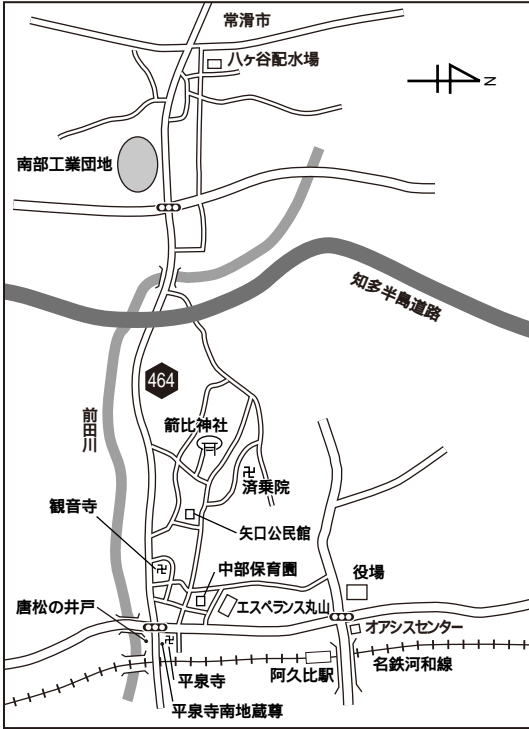 常滑市
八ヶ谷配水場
N
南部工業団地
知多半島道路
464
前田川
箭比神社
済乗院
観音寺
矢口公民館
中部保育園
役場
唐松の井戸
エスペランス丸山
オアシスセンター
平泉寺
阿久比駅
名鉄河和線
平泉寺南地蔵尊